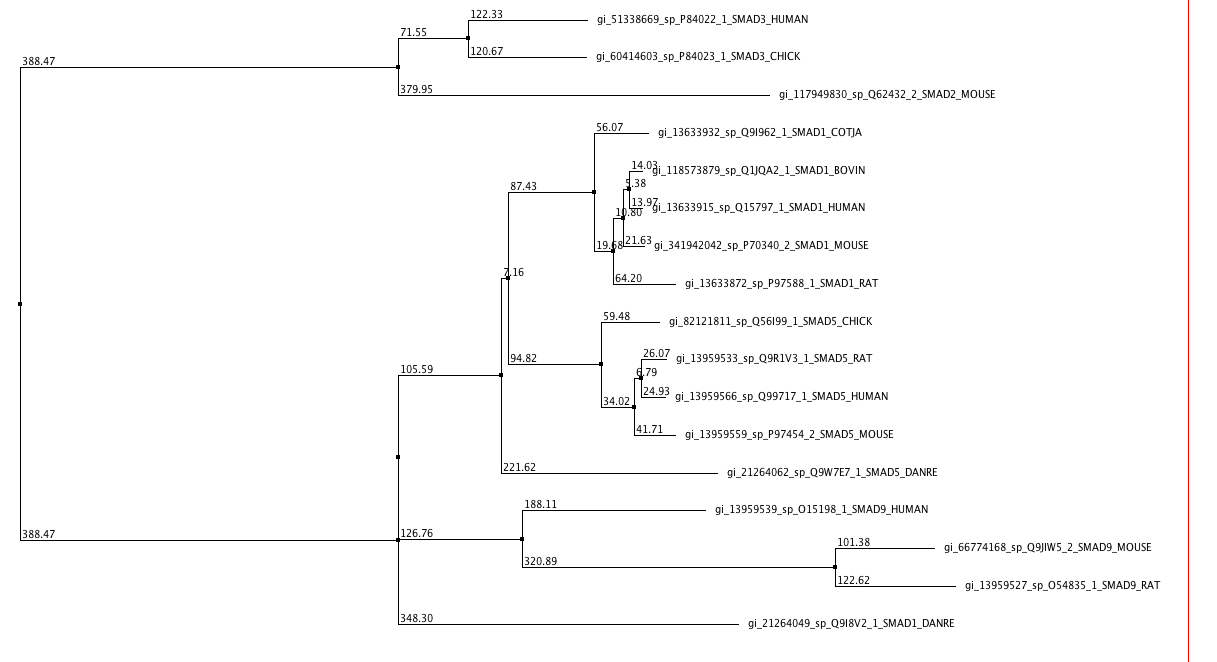 122.33 gi_51338669_sp_P84022_1_SMAD3_HUMAN
71.55
120.67 gi_60414603_sp_P84023_1_SMAD3_CHICK
388.47
379.95 gi_117949830_sp_Q62432_2_SMAD2_MOUSE
56.07 gi_13633932_sp_Q9I962_1_SMAD1_COTJA
14.03 gi_118573879_sp_Q1JQA2_1_SMAD1_BOVIN
5.38
87.43
13.97 gi_13633915_sp_Q15797_1_SMAD1_HUMAN
10.80
19.68 21.63 gi_341942042_sp_P70340_2_SMAD1_MOUSE
7.16
64.20 gi_13633872_sp_P97588_1_SMAD1_RAT
59.48 gi_82121811_sp_Q56I99_1_SMAD5_CHICK
26.07 gi_13959533_sp_Q9R1V3_1_SMAD5_RAT
94.82
105.59 6.79
24.93 gi_13959566_sp_Q99717_1_SMAD5_HUMAN
34.02
41.71 gi_13959559_sp_P97454_2_SMAD5_MOUSE
221.62 gi_21264062_sp_Q9W7E7_1_SMAD5_DANRE
188.11 gi_13959539_sp_O15198_1_SMAD9_HUMAN
388.47 126.76
101.38 gi_66774168_sp_Q9JIW5_2_SMAD9_MOUSE
320.89
122.62 gi_13959527_sp_O54835_1_SMAD9_RAT
348.30 gi_21264049_sp_Q9I8V2_1_SMAD1_DANRE